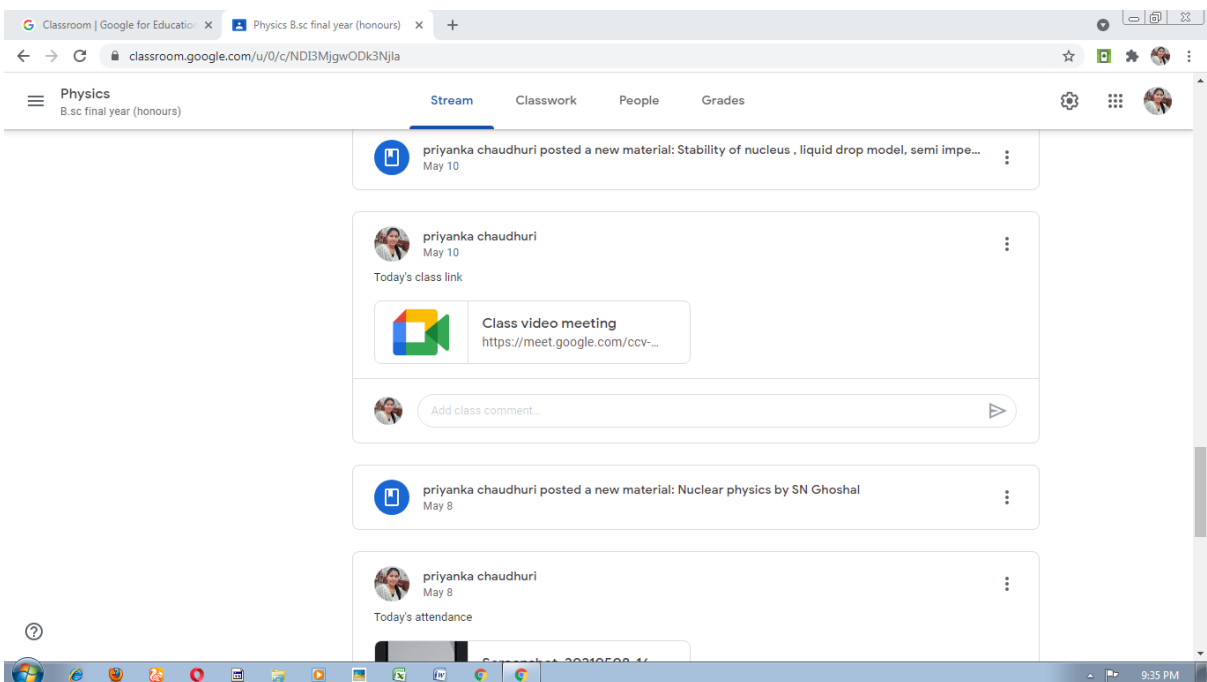 Classroom | Google for Education
Physics B.sc final year (honours)
classroom.google.com/u/0/c/NDI3MjgwODk3Njla
Physics
B.sc final year (honours)
Stream
Classwork
People
Grades
priyanka chaudhuri posted a new material: Stability of nucleus , liquid drop model, semi impe...
May 10
priyanka chaudhuri
May 10
Today's class link
Class video meeting
https://meet.google.com/ccv-...
Add class comment...
priyanka chaudhuri posted a new material: Nuclear physics by SN Ghoshal
May 8
priyanka chaudhuri
May 8
Today's attendance
9:35 PM